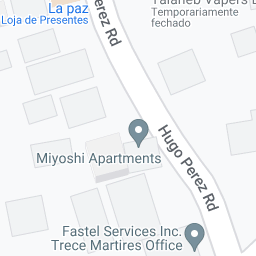 La paz
Loja de Presentes
Vapers
Temporariamente
fechado
Perez Rd
Miyoshi Apartments
Hugo Perez Rd
Fastel Services Inc.
Trece Martires Office